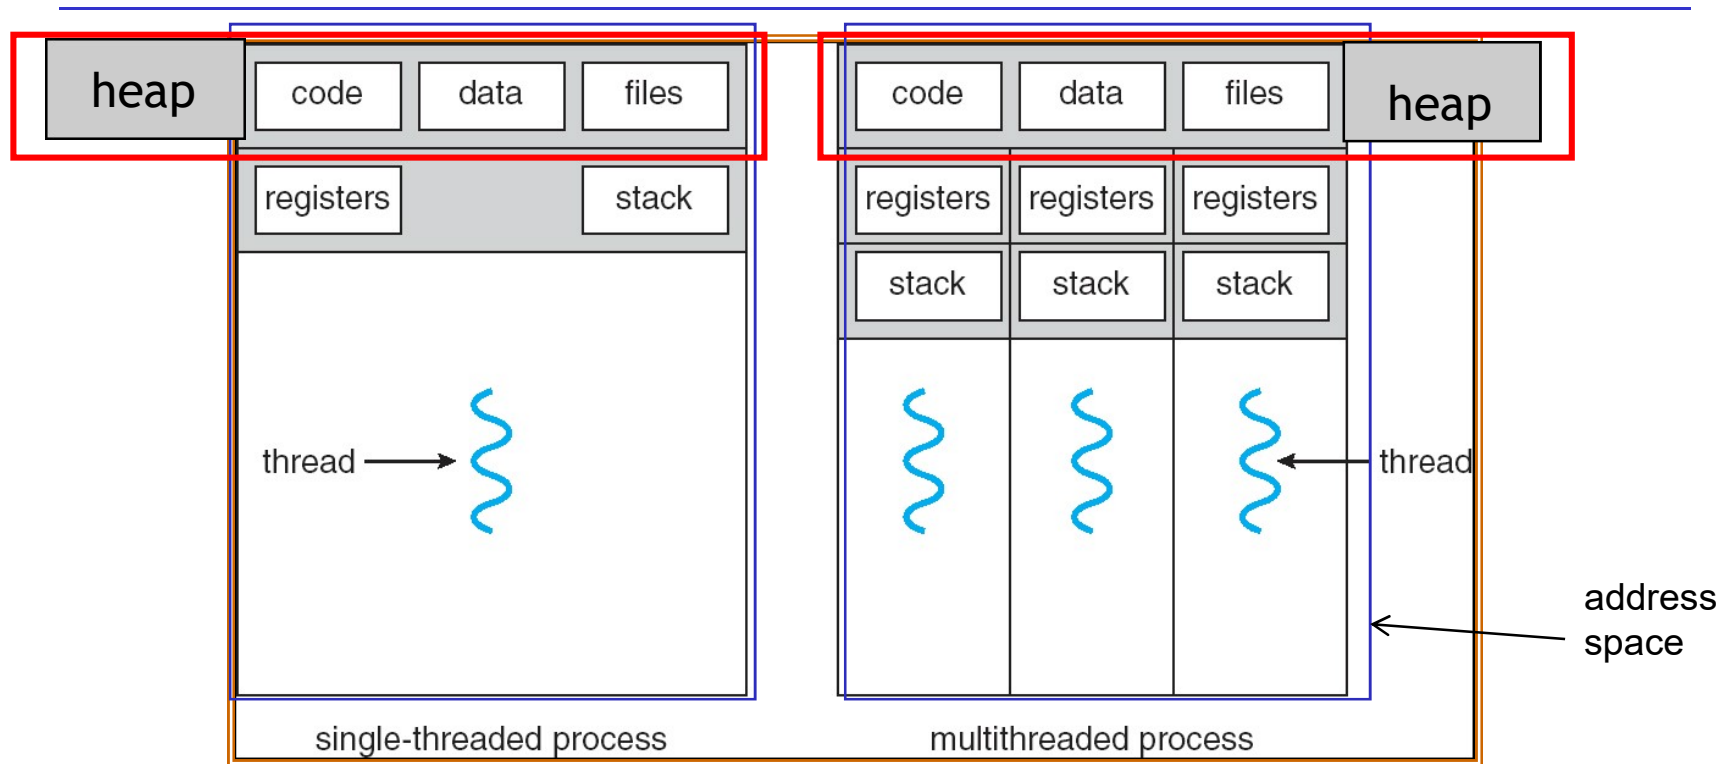 heap code data files code data files heap
registers stack registers registers registers
stack stack stack
thread thread
address
space
single-threaded process multithreaded process